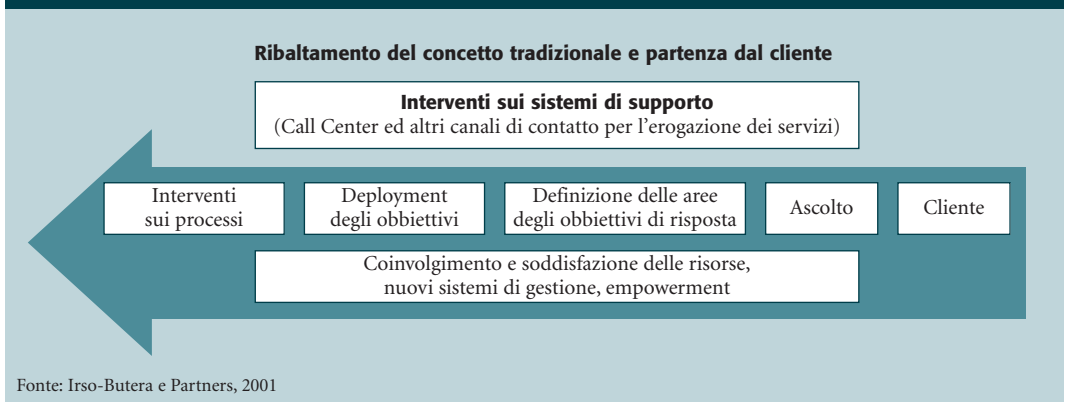 Ribaltamento del concetto tradizionale e partenza dal cliente
Interventi sui sistemi di supporto
(Call Center ed altri canali di contatto per l'erogazione dei servizi)
Interventi
sui processi
Deployment
degli obbiettivi
Definizione delle aree
degli obbiettivi di risposta
Ascolto
Cliente
Coinvolgimento e soddisfazione delle risorse,
nuovi sistemi di gestione, empowerment
Fonte: Irso-Butera e Partners, 2001